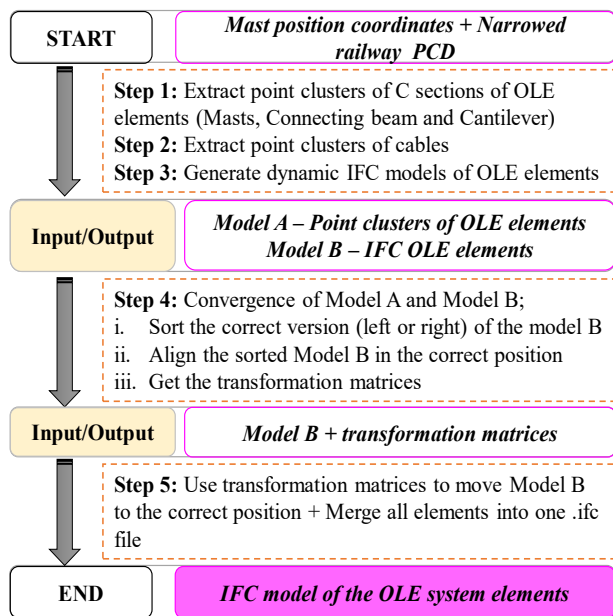 START
Mast position coordinates + Narrowed
railway PCD
Step 1: Extract point clusters of C sections of OLE
elements (Masts, Connecting beam and Cantilever)
Step 2: Extract point clusters of cables
Step 3: Generate dynamic IFC models of OLE elements
Input/Output
Model A – Point clusters of OLE elements
Model B – IFC OLE elements
Step 4: Convergence of Model A and Model B;
i. Sort the correct version (left or right) of the model B
ii. Align the sorted Model B in the correct position
iii. Get the transformation matrices
Input/Output
Model B + transformation matrices
Step 5: Use transformation matrices to move Model B
to the correct position + Merge all elements into one .ifc
file
END
IFC model of the OLE system elements